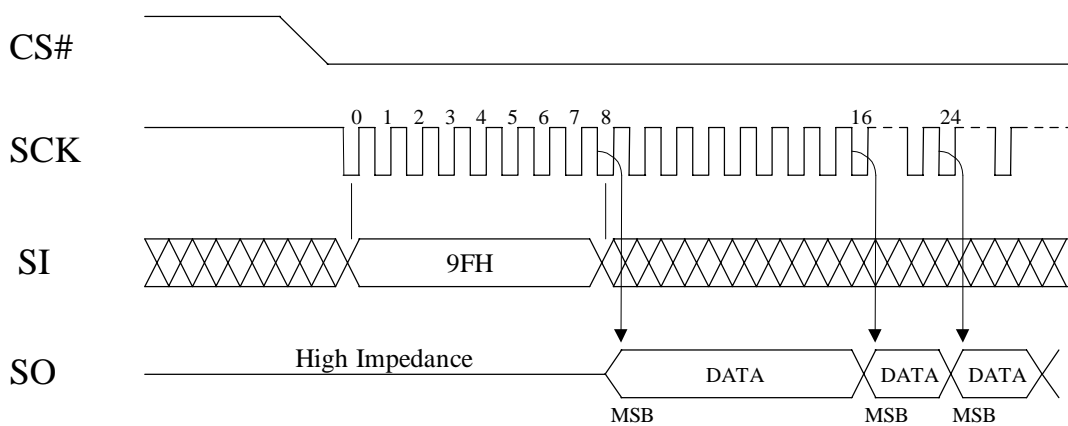 CS#
0 1 2 3 4 5 6 7 8 16 24
SCK
SI 9FH
High Impedance
SO DATA DATA DATA
MSB MSB MSB